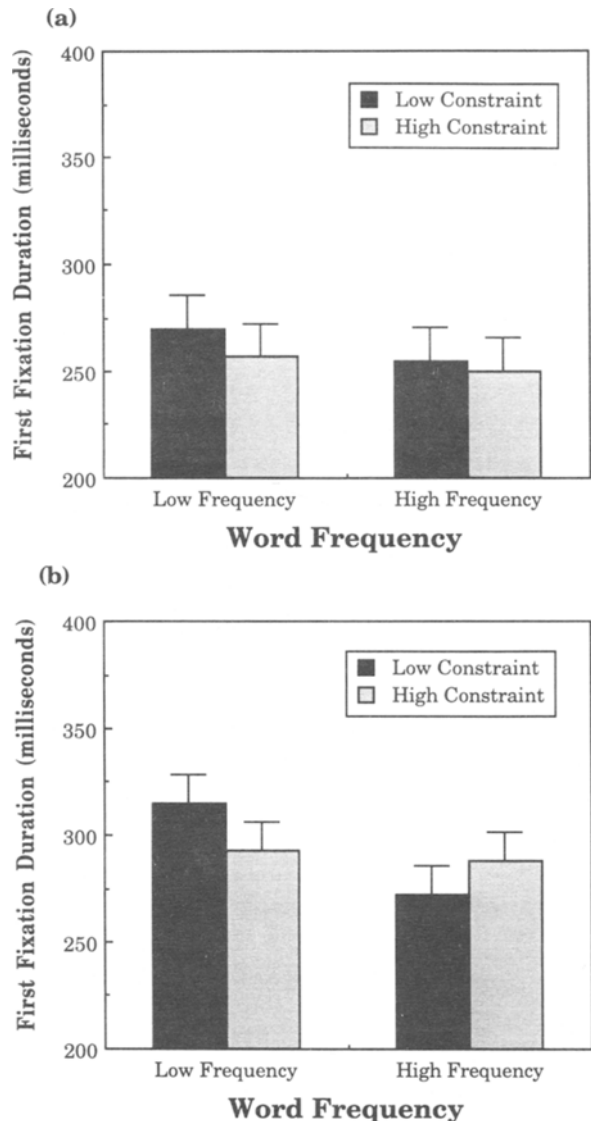 (a)
First Fixation Duration (milliseconds)
400
350
300
250
200
Low Constraint
High Constraint
Low Frequency
High Frequency
Word Frequency
(b)
First Fixation Duration (milliseconds)
400
350
300
250
200
Low Constraint
High Constraint
Low Frequency
High Frequency
Word Frequency